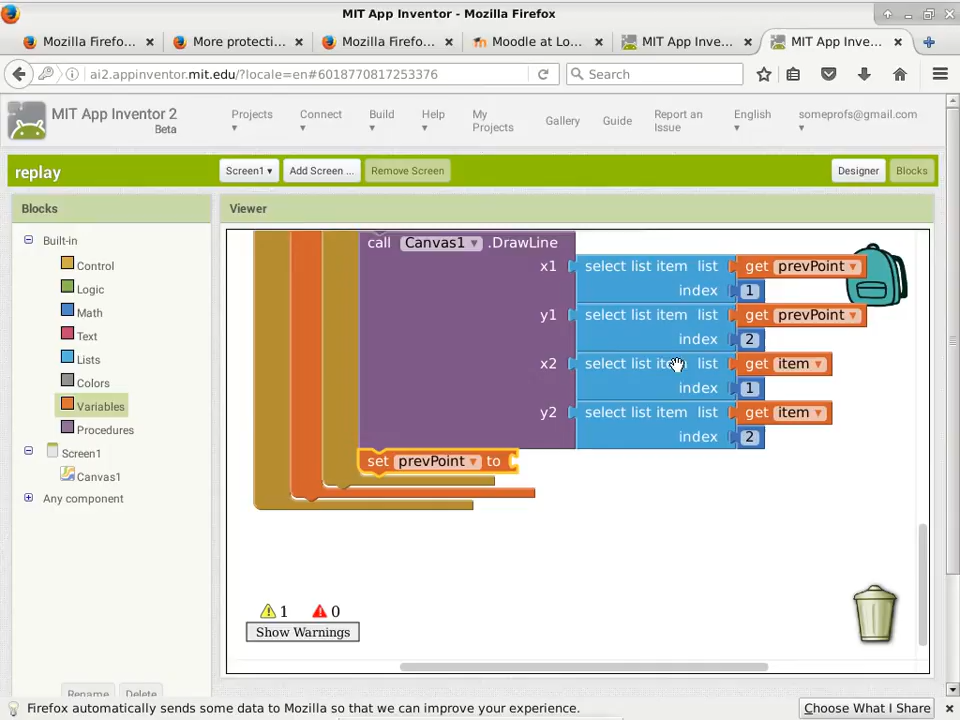 MIT App Inventor - Mozilla Firefox
Mozilla Firefo...
More protecti...
Mozilla Firefo...
Moodle at Lo...
MIT App Inve...
MIT App Inve...
ai2.appinventor.mit.edu/?locale=en#6018770817253376
Search
MIT App Inventor 2
Beta
Projects
Connect
Build
Help
My Projects
Gallery
Guide
Report an Issue
English
someprofs@gmail.com
replay
Screen1
Add Screen ...
Remove Screen
Designer
Blocks
Blocks
Viewer
Built-in
Control
Logic
Math
Text
Lists
Colors
Variables
Procedures
Screen1
Canvas1
Any component
Rename
Delete
call Canvas1 .DrawLine
x1 select list item list get prevPoint
index 1
y1 select list item list get prevPoint
index 2
x2 select list item list get item
index 1
y2 select list item list get item
index 2
set prevPoint to
1 0
Show Warnings
Firefox automatically sends some data to Mozilla so that we can improve your experience.
Choose What I Share